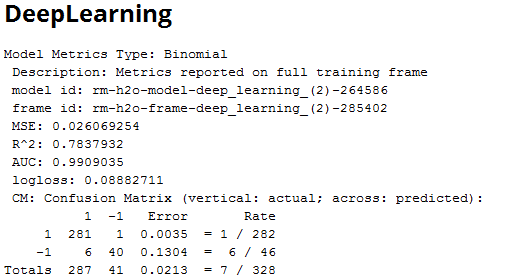 DeepLearning
Model Metrics Type: Binomial
Description: Metrics reported on full training frame
model id: rm-h2o-model-deep_learning_(2)-264586
frame id: rm-h2o-frame-deep_learning_(2)-285402
MSE: 0.026069254
R^2: 0.7837932
AUC: 0.9909035
logloss: 0.08882711
CM: Confusion Matrix (vertical: actual; across: predicted):
1 -1 Error Rate
1 281 1 0.0035 = 1 / 282
-1 6 40 0.1304 = 6 / 46
Totals 287 41 0.0213 = 7 / 328